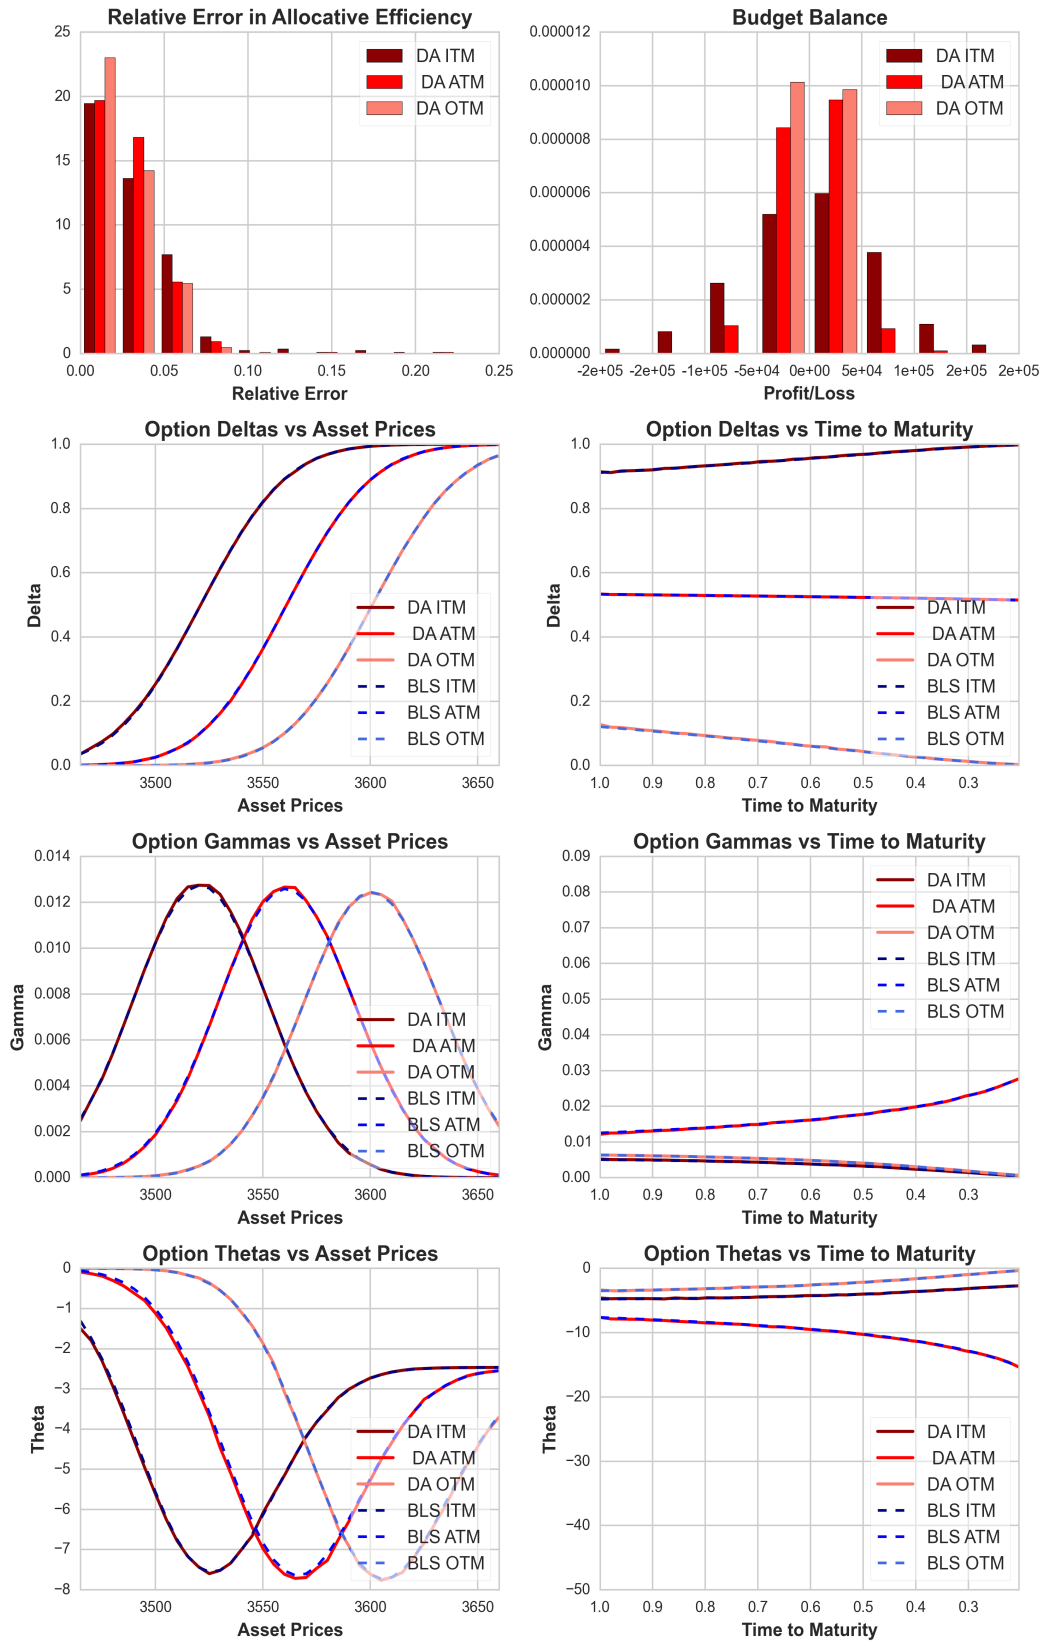 Relative Error in Allocative Efficiency
25
20
15
10
5
0
0.00 0.05 0.10 0.15 0.20 0.25
Relative Error
DA ITM
DA ATM
DA OTM
Budget Balance
0.000012
0.000010
0.000008
0.000006
0.000004
0.000002
0.000000
-2e+05 -2e+05 -1e+05 -5e+04 0e+00 5e+04 1e+05 2e+05 2e+05
Profit/Loss
DA ITM
DA ATM
DA OTM
Option Deltas vs Asset Prices
Delta
1.0
0.8
0.6
0.4
0.2
0.0
3500 3550 3600 3650
Asset Prices
DA ITM
DA ATM
DA OTM
BLS ITM
BLS ATM
BLS OTM
Option Deltas vs Time to Maturity
Delta
1.0
0.8
0.6
0.4
0.2
0.0
1.0 0.9 0.8 0.7 0.6 0.5 0.4 0.3
Time to Maturity
DA ITM
DA ATM
DA OTM
BLS ITM
BLS ATM
BLS OTM
Option Gammas vs Asset Prices
Gamma
0.014
0.012
0.010
0.008
0.006
0.004
0.002
0.000
3500 3550 3600 3650
Asset Prices
DA ITM
DA ATM
DA OTM
BLS ITM
BLS ATM
BLS OTM
Option Gammas vs Time to Maturity
Gamma
0.09
0.08
0.07
0.06
0.05
0.04
0.03
0.02
0.01
0.00
1.0 0.9 0.8 0.7 0.6 0.5 0.4 0.3
Time to Maturity
DA ITM
DA ATM
DA OTM
BLS ITM
BLS ATM
BLS OTM
Option Thetas vs Asset Prices
Theta
0
−1
−2
−3
−4
−5
−6
−7
−8
3500 3550 3600 3650
Asset Prices
DA ITM
DA ATM
DA OTM
BLS ITM
BLS ATM
BLS OTM
Option Thetas vs Time to Maturity
Theta
0
−10
−20
−30
−40
−50
1.0 0.9 0.8 0.7 0.6 0.5 0.4 0.3
Time to Maturity
DA ITM
DA ATM
DA OTM
BLS ITM
BLS ATM
BLS OTM